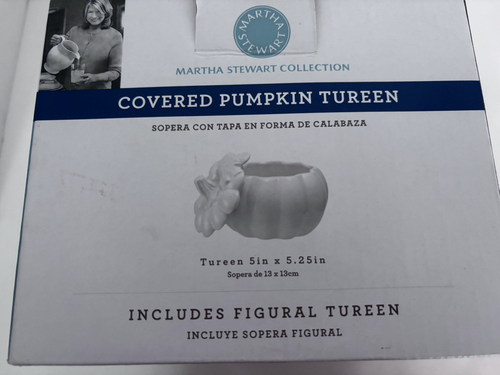 MARTHA
STEWART
MARTHA STEWART COLLECTION
COVERED PUMPKIN TUREEN
SOPERA CON TAPA EN FORMA DE CALABAZA
Tureen 5in x 5.25in
Sopera de 13 x 13cm
INCLUDES FIGURAL TUREEN
INCLUYE SOPERA FIGURAL